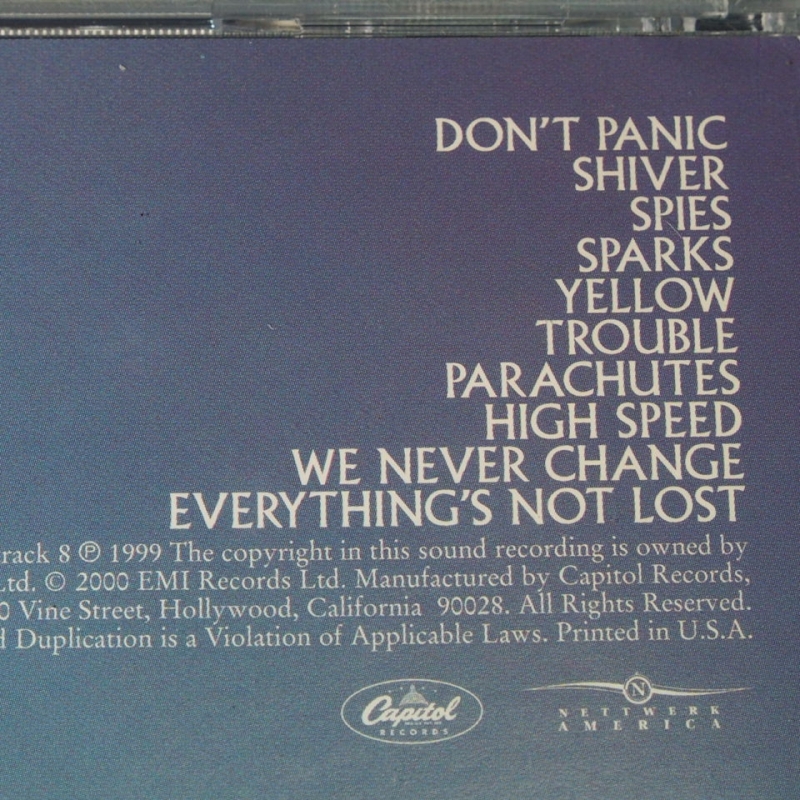 DON'T PANIC
SHIVER
SPIES
SPARKS
YELLOW
TROUBLE
PARACHUTES
HIGH SPEED
WE NEVER CHANGE
EVERYTHING'S NOT LOST
rack 8 ℗ 1999 The copyright in this sound recording is owned by
Ltd. © 2000 EMI Records Ltd. Manufactured by Capitol Records,
0 Vine Street, Hollywood, California 90028. All Rights Reserved.
d Duplication is a Violation of Applicable Laws. Printed in U.S.A.
Capitol
RECORDS
N
NETTWERK
AMERICA